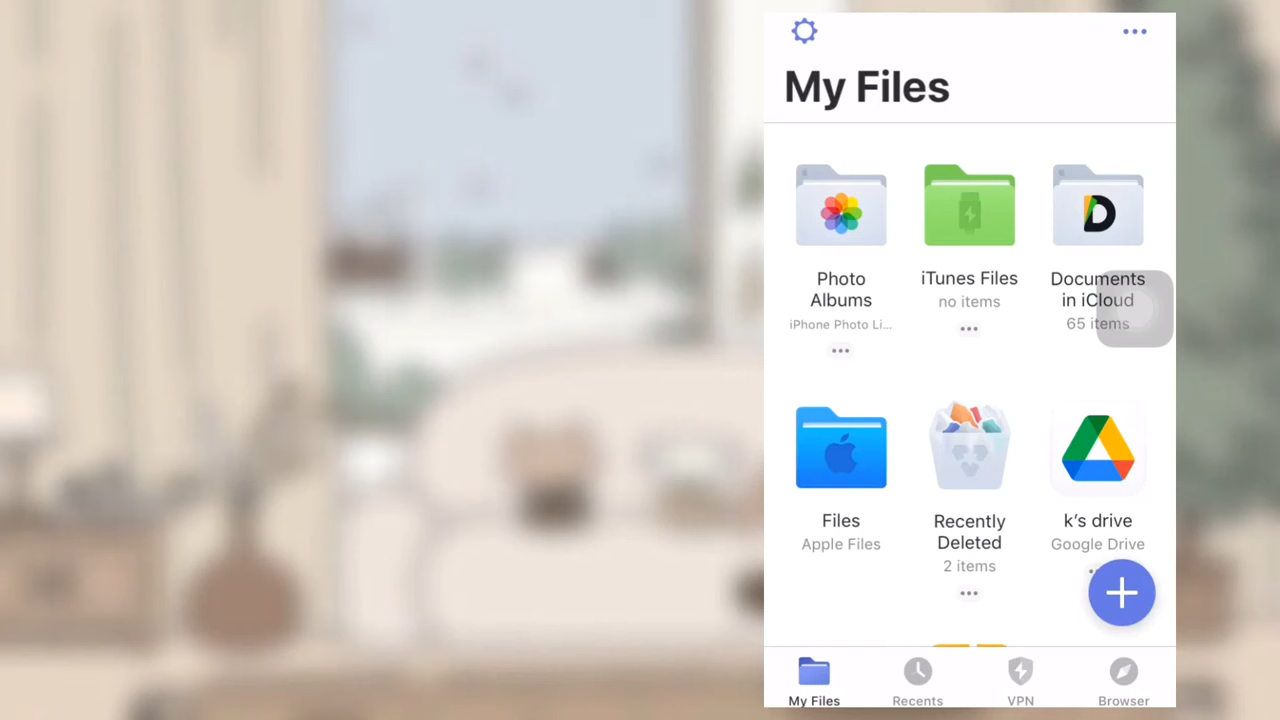 My Files
Photo
Albums
iPhone Photo Li...
iTunes Files
no items
Documents
in iCloud
65 items
Files
Apple Files
Recently
Deleted
2 items
k's drive
Google Drive
My Files
Recents
VPN
Browser